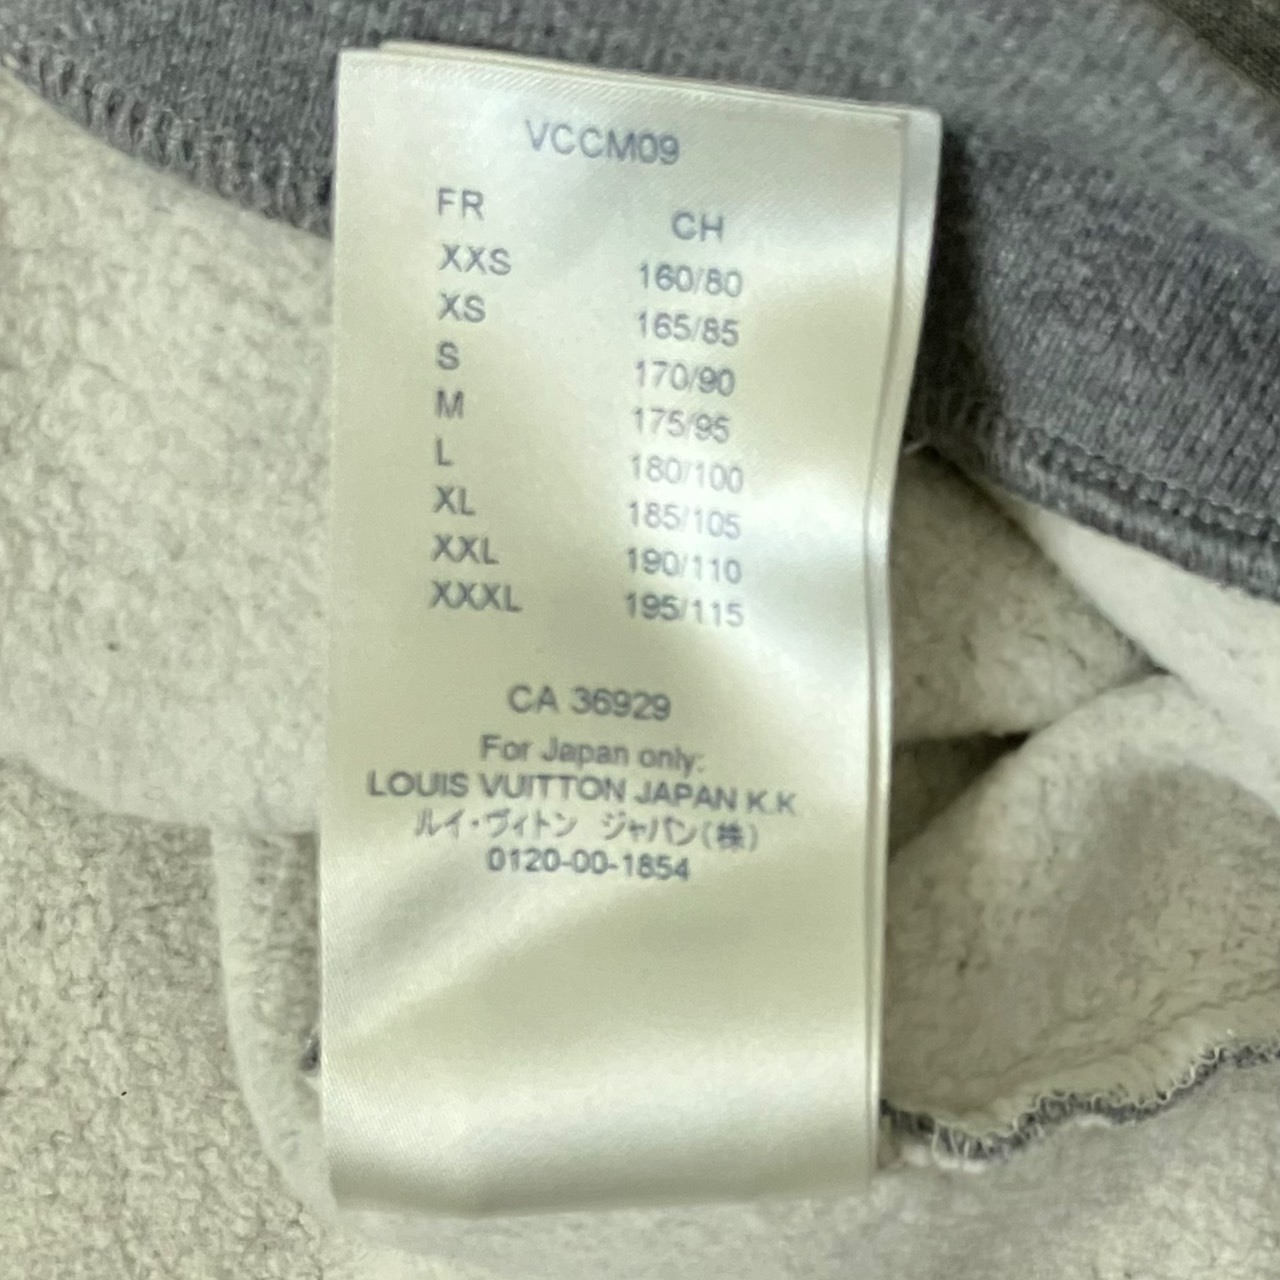 VCCM09
FR CH
XXS 160/80
XS 165/85
S 170/90
M 175/95
L 180/100
XL 185/105
XXL 190/110
XXXL 195/115
CA 36929
For Japan only:
LOUIS VUITTON JAPAN K.K
ルイ・ヴィトン ジャパン(株)
0120-00-1854